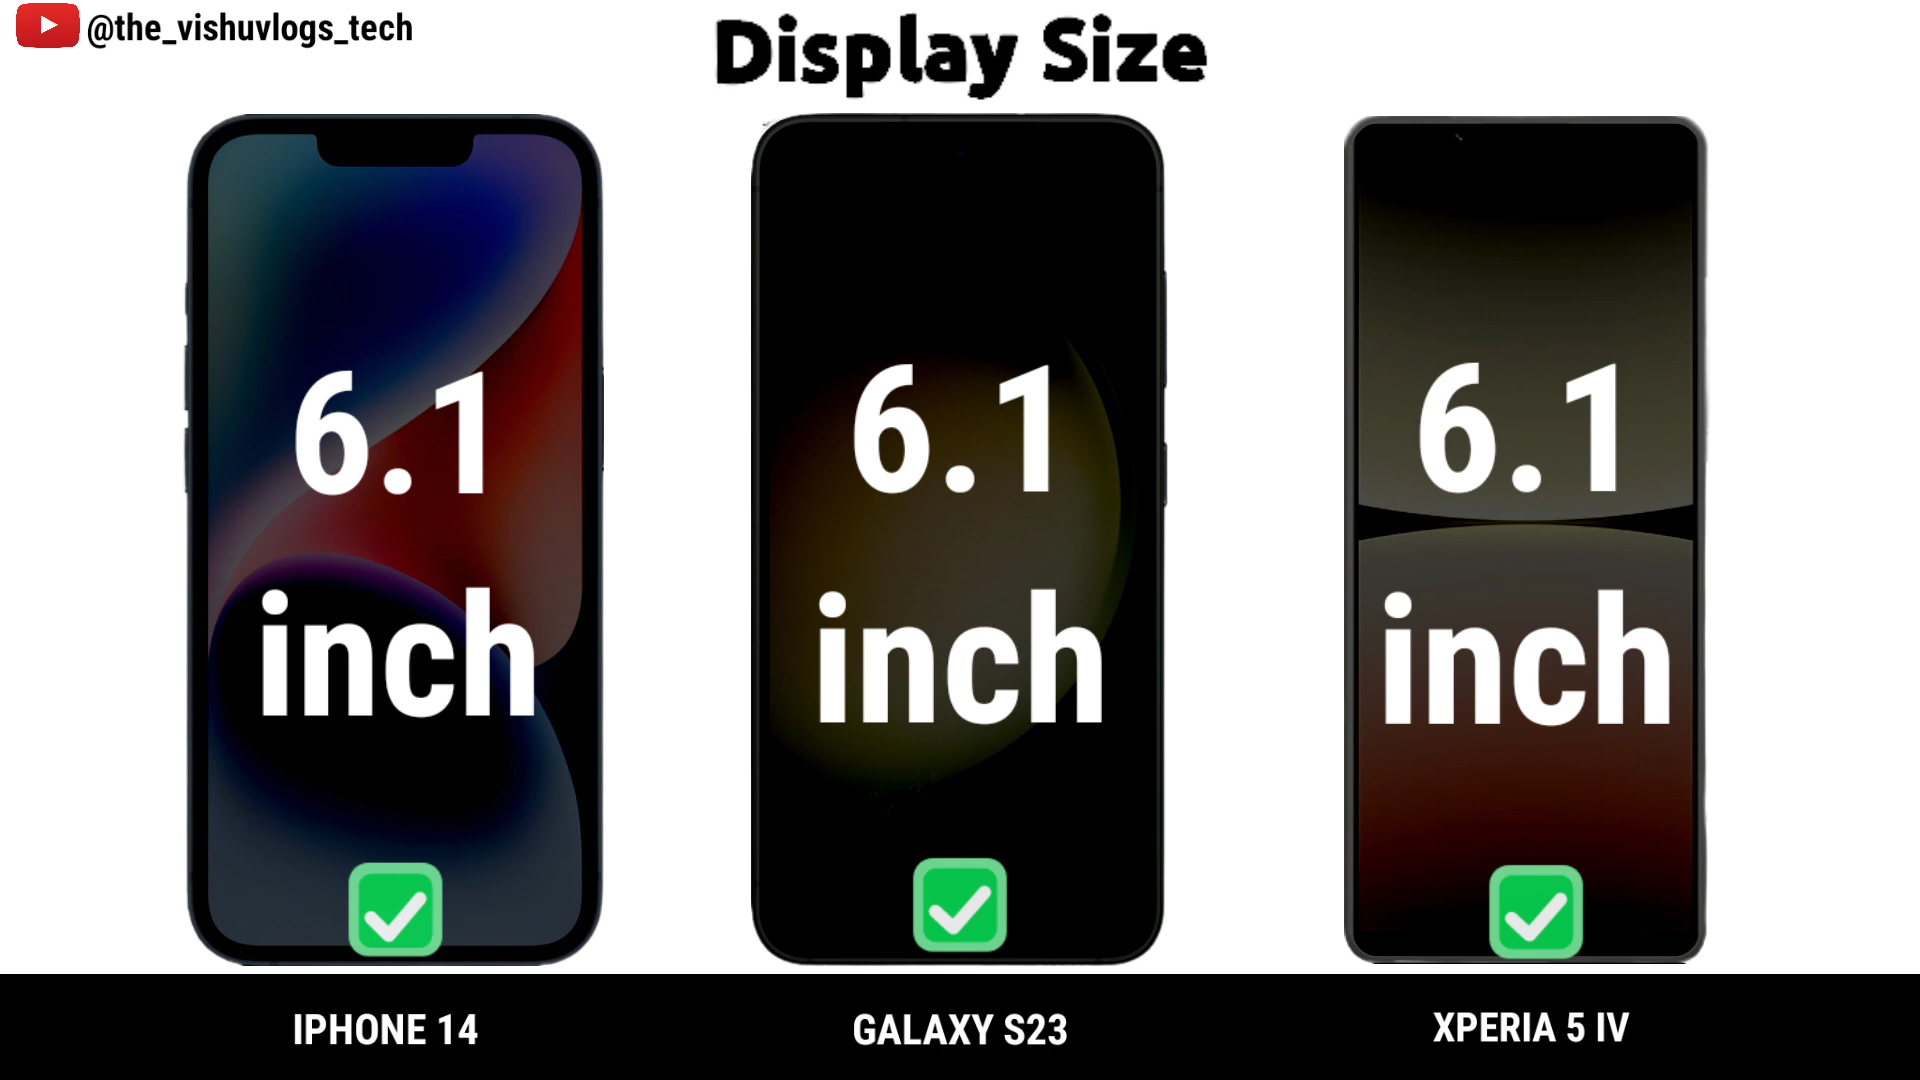 @the_vishuvlogs_tech
Display Size
6.1
inch
6.1
inch
6.1
inch
IPHONE 14
GALAXY S23
XPERIA 5 IV